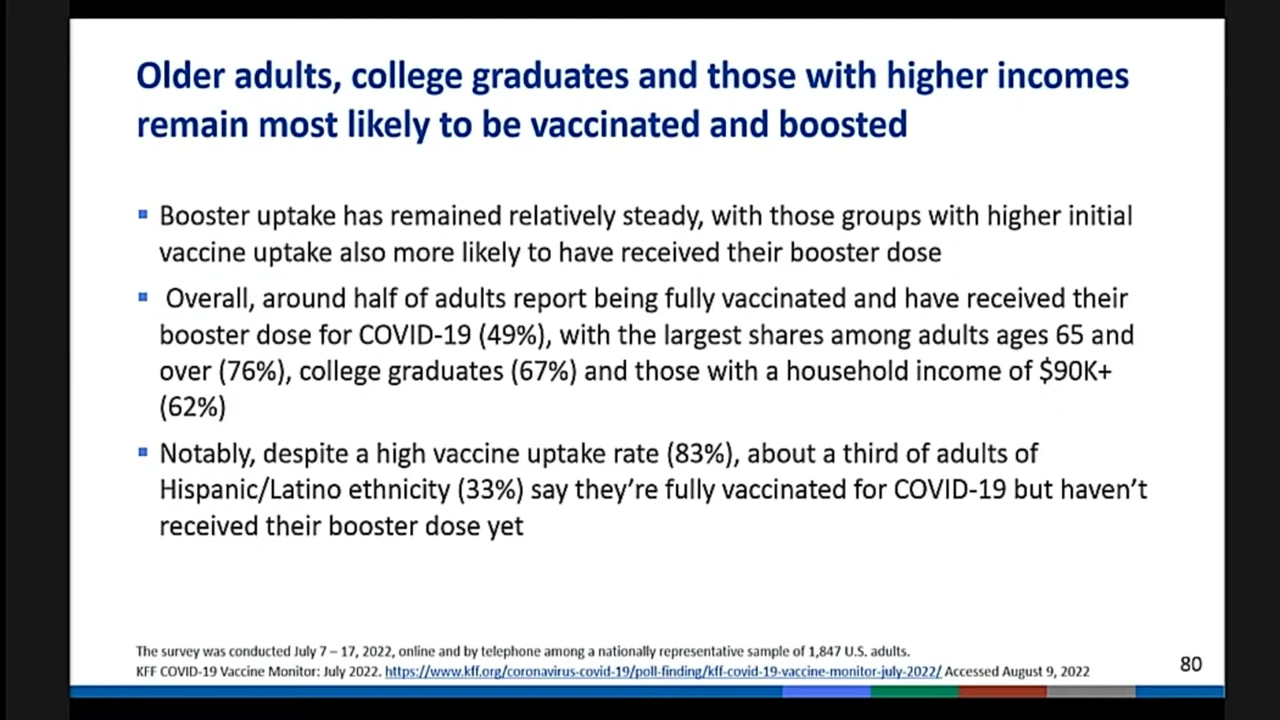 Older adults, college graduates and those with higher incomes
remain most likely to be vaccinated and boosted
Booster uptake has remained relatively steady, with those groups with higher initial
vaccine uptake also more likely to have received their booster dose
Overall, around half of adults report being fully vaccinated and have received their
booster dose for COVID-19 (49%), with the largest shares among adults ages 65 and
over (76%), college graduates (67%) and those with a household income of $90K+
(62%)
Notably, despite a high vaccine uptake rate (83%), about a third of adults of
Hispanic/Latino ethnicity (33%) say they’re fully vaccinated for COVID-19 but haven’t
received their booster dose yet
The survey was conducted July 7 – 17, 2022, online and by telephone among a nationally representative sample of 1,847 U.S. adults.
KFF COVID-19 Vaccine Monitor: July 2022. https://www.kff.org/coronavirus-covid-19/poll-finding/kff-covid-19-vaccine-monitor-july-2022/ Accessed August 9, 2022
80